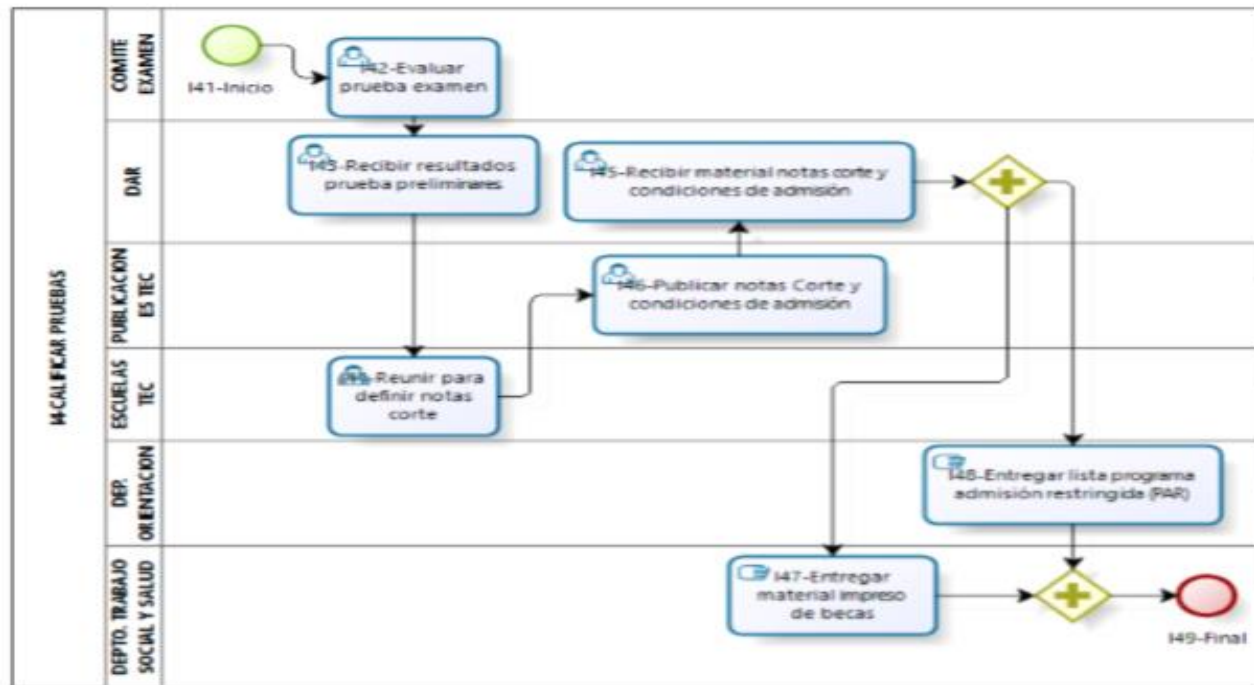 I4-CALIFICAR PRUEBAS
COMITE
EXAMEN
I41-Inicio
I42-Evaluar
prueba examen
DAR
I43-Recibir resultados
prueba preliminares
I45-Recibir material notas corte y
condiciones de admisión
PUBLICACION
ES TEC
I46-Publicar notas Corte y
condiciones de admisión
ESCUELAS
TEC
-Reunir para
definir notas
corte
DEP.
ORIENTACION
I48-Entregar lista programa
admisión restringida (PAR)
DEPTO. TRABAJO
SOCIAL Y SALUD
I47-Entregar
material impreso
de becas
I49-Final